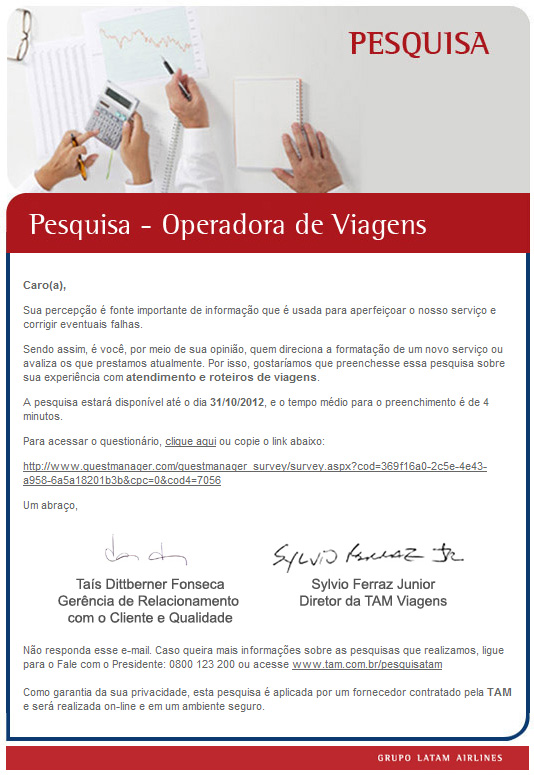 PESQUISA
Pesquisa - Operadora de Viagens
Caro(a),
Sua percepção é fonte importante de informação que é usada para aperfeiçoar o nosso serviço e
corrigir eventuais falhas.
Sendo assim, é você, por meio de sua opinião, quem direciona a formatação de um novo serviço ou
avaliza os que prestamos atualmente. Por isso, gostaríamos que preenchesse essa pesquisa sobre
sua experiência com atendimento e roteiros de viagens.
A pesquisa estará disponível até o dia 31/10/2012, e o tempo médio para o preenchimento é de 4
minutos.
Para acessar o questionário, clique aqui ou copie o link abaixo:
http://www.questmanager.com/questmanager_survey/survey.aspx?cod=369f16a0-2c5e-4e43-
a958-6a5a18201b3b&cpc=0&cod4=7056
Um abraço,
SYLVIO FERRAZ JR
Taís Dittberner Fonseca
Gerência de Relacionamento
com o Cliente e Qualidade
Sylvio Ferraz Junior
Diretor da TAM Viagens
Não responda esse e-mail. Caso queira mais informações sobre as pesquisas que realizamos, ligue
para o Fale com o Presidente: 0800 123 200 ou acesse www.tam.com.br/pesquisatam
Como garantia da sua privacidade, esta pesquisa é aplicada por um fornecedor contratado pela TAM
e será realizada on-line e em um ambiente seguro.
GRUPO LATAM AIRLINES